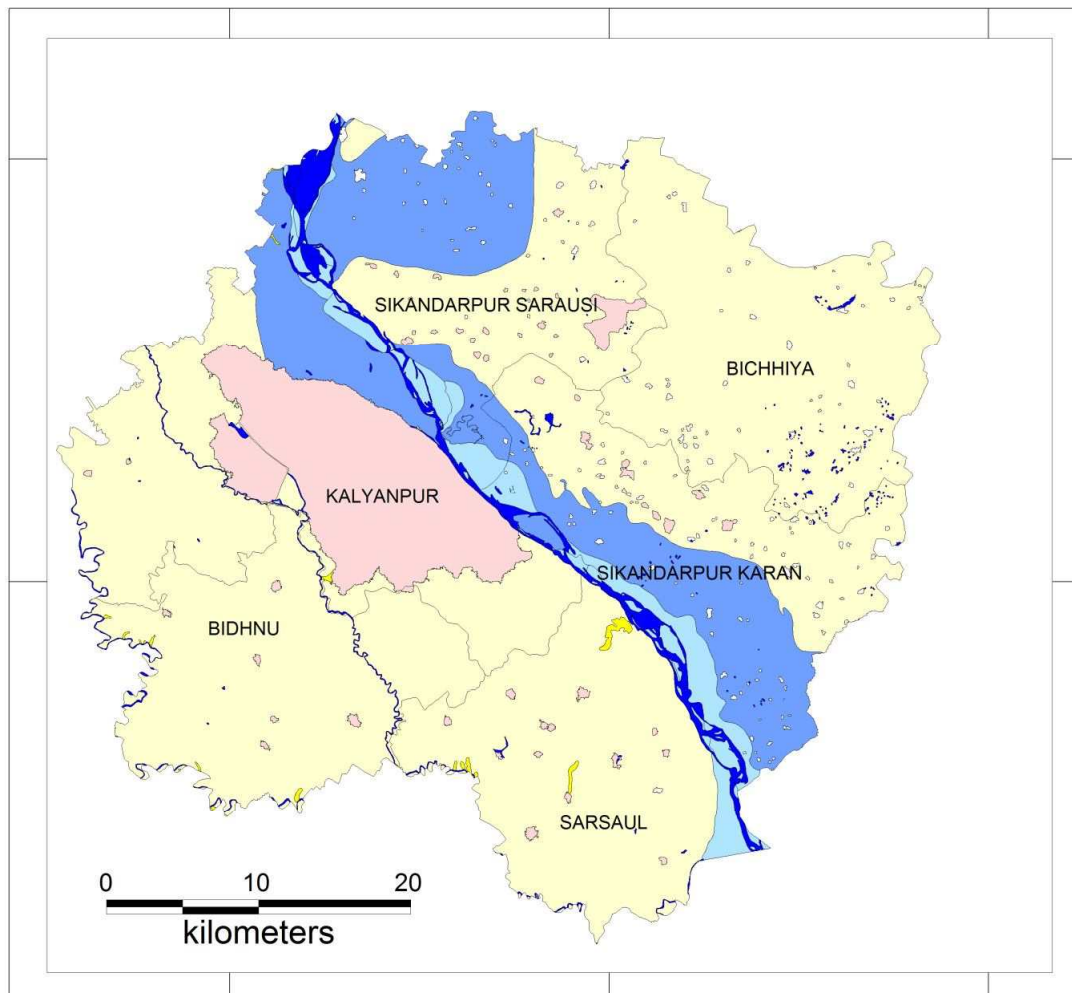 SIKANDARPUR SARAUSI
BICHHIYA
KALYANPUR
SIKANDARPUR KARAN
BIDHNU
SARSAUL
0 10 20
kilometers